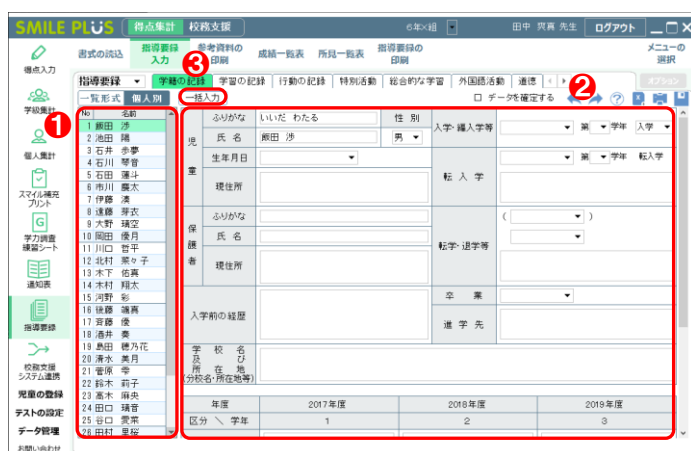 SMILE PLUS 得点集計 校務支援 6年×組 田中 爽真 先生 ログアウト
得点入力 書式の読込 指導要録入力 参考資料の印刷 成績一覧表 所見一覧表 指導要録の印刷 メニューの選択
3
指導要録 学籍の記録 学習の記録 行動の記録 特別活動 総合的な学習 外国語活動 道徳 オプション
一覧形式 個人別 一括入力 データを確定する ? 2
学級集計
1
個人集計
スマイル補充プリント
学力調査練習シート
通知表
指導要録
校務支援システム連携
児童の登録
テストの設定
データ管理
お問い合わせ
No 名前
1 飯田 渉
2 池田 陽
3 石井 歩夢
4 石川 琴音
5 石田 蓮斗
6 市川 慶太
7 伊藤 湊
8 遠藤 芽衣
9 大野 晴空
10 岡田 優月
11 川口 哲平
12 北村 菜々子
13 木下 佑真
14 木村 翔太
15 河野 彩
16 後藤 颯真
17 斉藤 優
18 酒井 奏
19 島田 穂乃花
20 清水 美月
21 菅原 雫
22 鈴木 莉子
23 高木 麻央
24 田口 晴音
25 谷口 愛菜
26 田村 里桜
児童
ふりがな いいだ わたる 性 別
氏 名 飯田 渉 男
生年月日
現住所
入学・編入学等 第 学年 入学
転 入 学 第 学年 転入学
保護者
ふりがな
氏 名
現住所
転学・退学等 ( )
入学前の経歴
卒 業
進 学 先
学 校 名
及 び
所 在 地
(分校名・所在地等)
年度 2017年度 2018年度 2019年度
区分 ＼ 学年 1 2 3